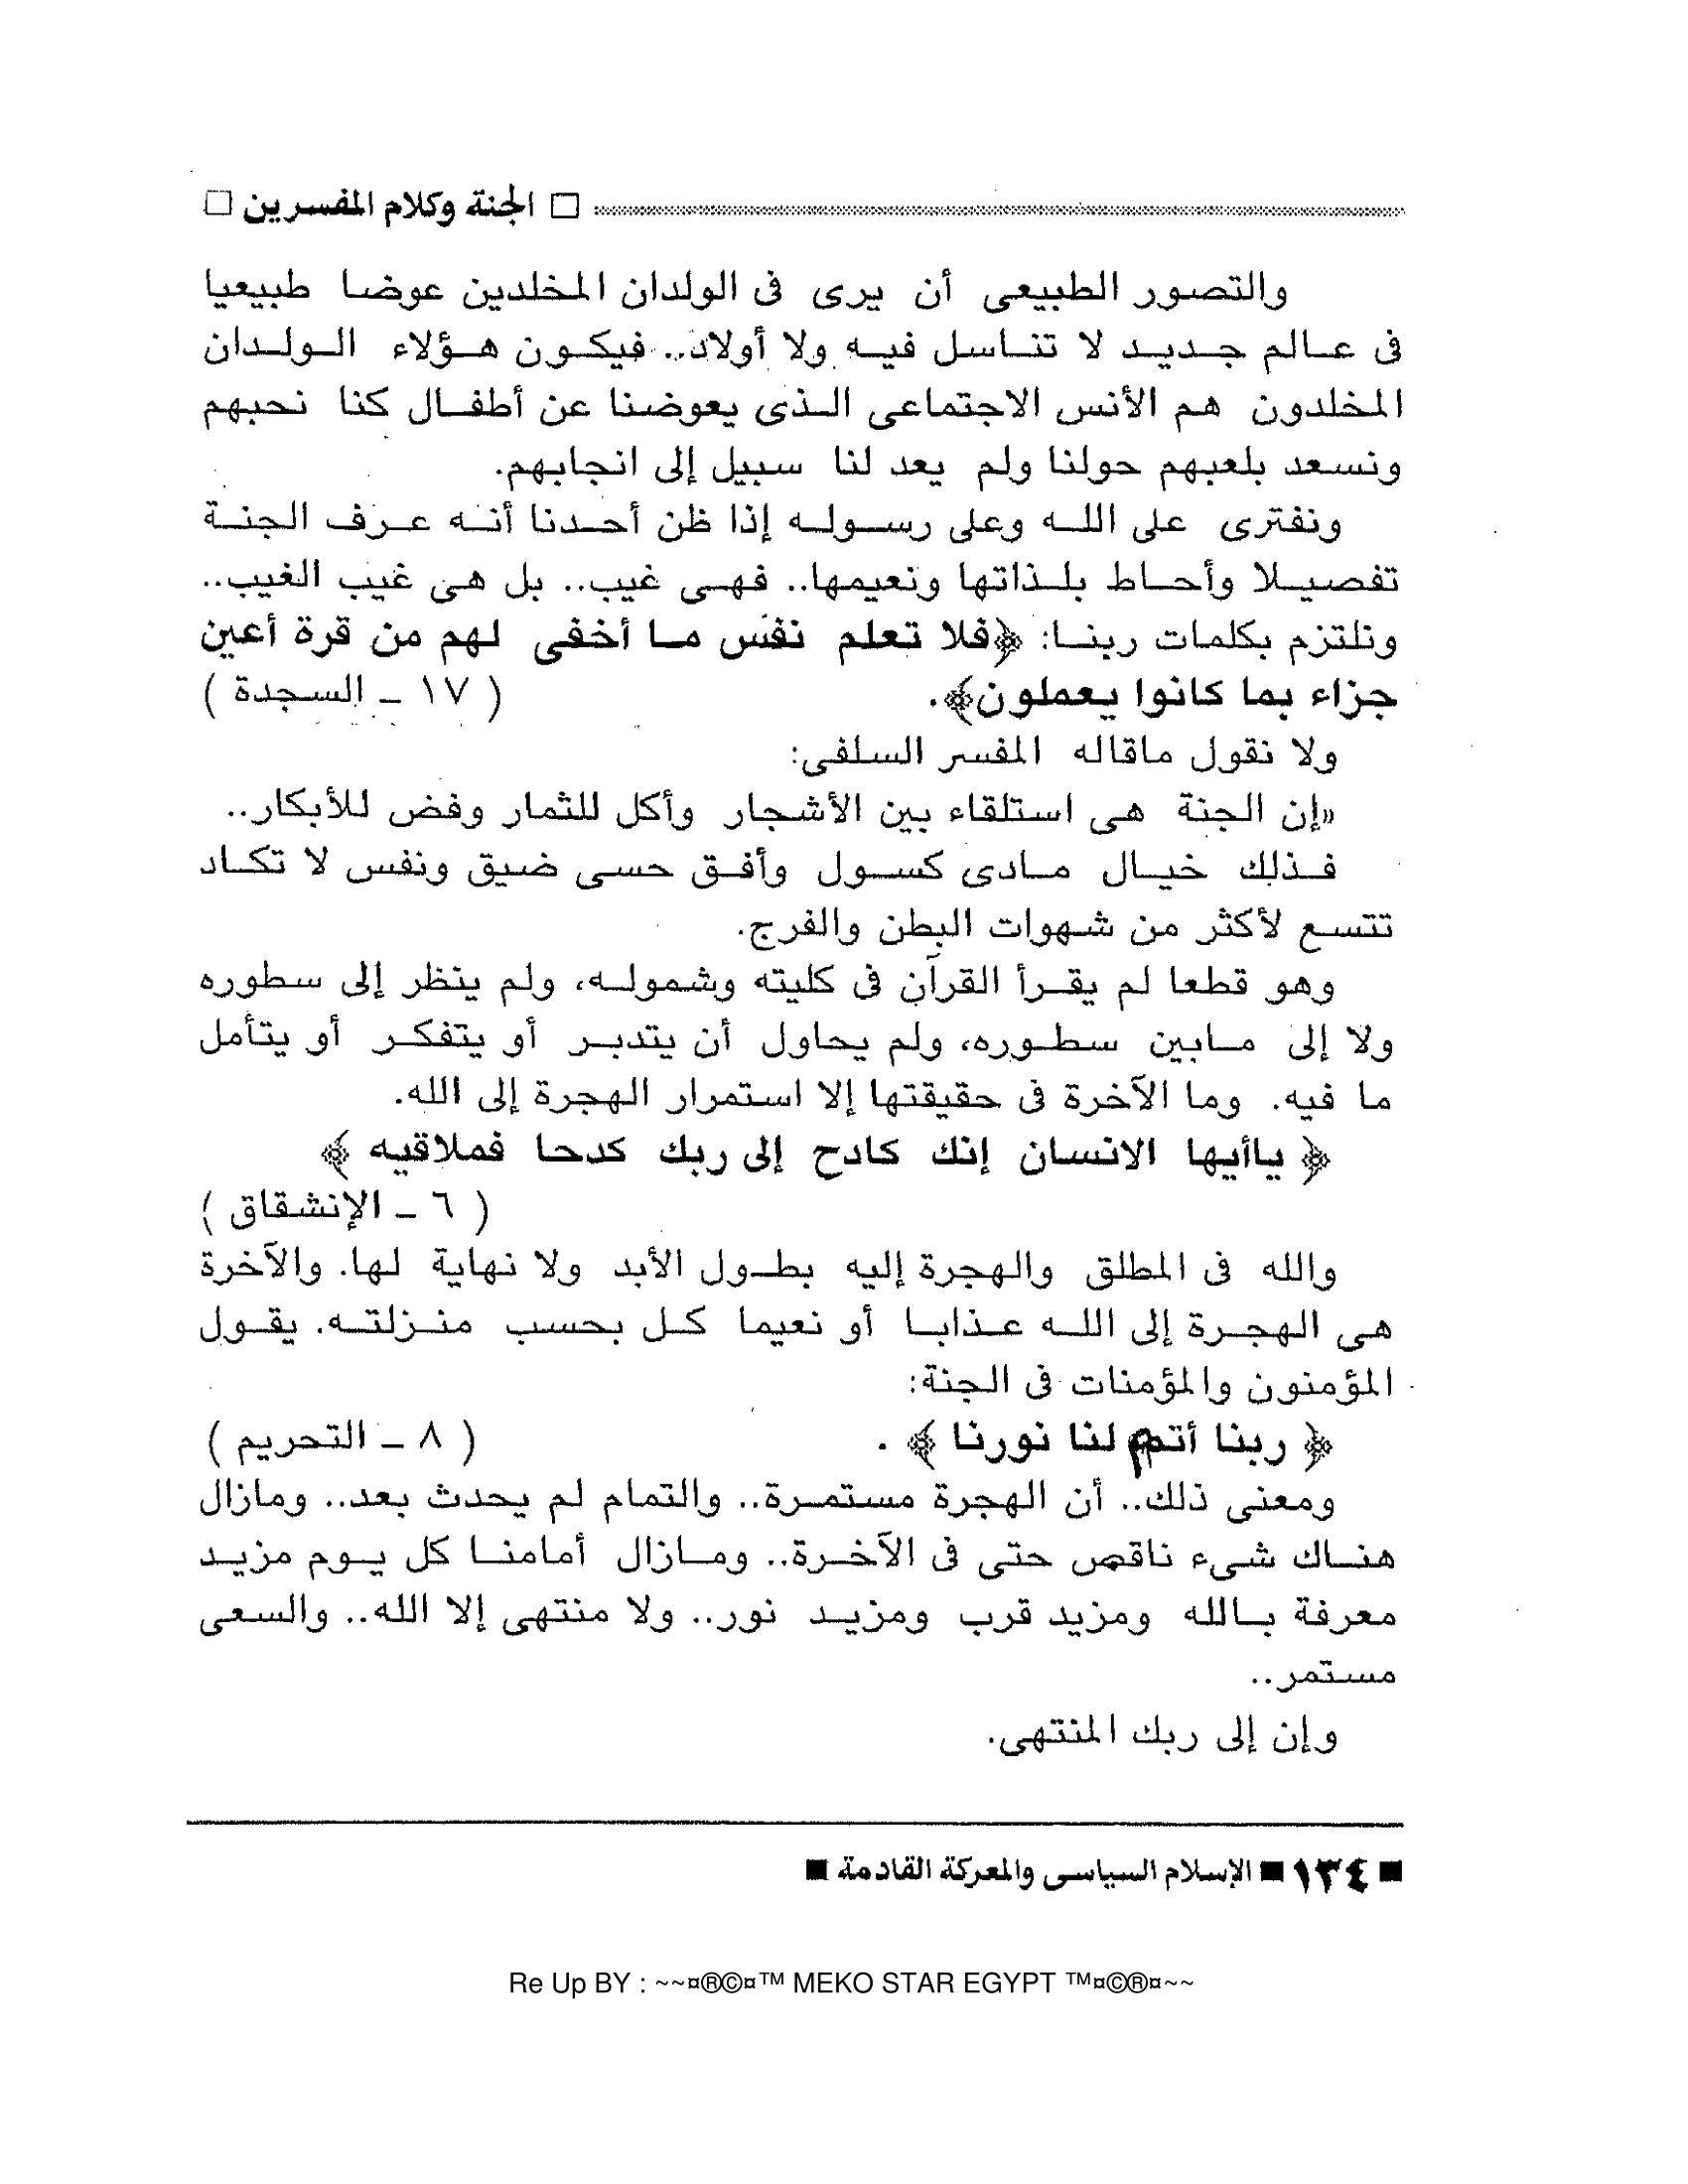 □ الجنة وكلام المفسرين □
والتصور الطبيعى أن يرى فى الولدان المخلدين عوضا طبيعيا
فى عالم جديد لا تناسل فيه ولا أولاد.. فيكون هؤلاء الولدان
المخلدون هم الأنس الاجتماعى الذى يعوضنا عن أطفال كنا نحبهم
ونسعد بلعبهم حولنا ولم يعد لنا سبيل إلى انجابهم.
ونفترى على الله وعلى رسوله إذا ظن أحدنا أنه عرف الجنة
تفصيلا وأحاط بلذاتها ونعيمها.. فهى غيب.. بل هى غيب الغيب..
ونلتزم بكلمات ربنا: ﴿فلا تعلم نفس ما أخفى لهم من قرة أعين
جزاء بما كانوا يعملون﴾. ( ١٧ ـ السجدة )
ولا نقول ماقاله المفسر السلفى:
«إن الجنة هى استلقاء بين الأشجار وأكل للثمار وفض للأبكار..
فذلك خيال مادى كسول وأفق حسى ضيق ونفس لا تكاد
تتسع لأكثر من شهوات البطن والفرج.
وهو قطعا لم يقرأ القرآن فى كليته وشموله، ولم ينظر إلى سطوره
ولا إلى مابين سطوره، ولم يحاول أن يتدبر أو يتفكر أو يتأمل
ما فيه. وما الآخرة فى حقيقتها إلا استمرار الهجرة إلى الله.
﴿ ياأيها الانسان إنك كادح إلى ربك كدحا فملاقيه ﴾
( ٦ ـ الإنشقاق )
والله فى المطلق والهجرة إليه بطول الأبد ولا نهاية لها. والآخرة
هى الهجرة إلى الله عذابا أو نعيما كل بحسب منزلته. يقول
المؤمنون والمؤمنات فى الجنة:
﴿ ربنا أتمم لنا نورنا ﴾ . ( ٨ ـ التحريم )
ومعنى ذلك.. أن الهجرة مستمرة.. والتمام لم يحدث بعد.. ومازال
هناك شىء ناقص حتى فى الآخرة.. ومازال أمامنا كل يوم مزيد
معرفة بالله ومزيد قرب ومزيد نور.. ولا منتهى إلا الله.. والسعى
مستمر..
وإن إلى ربك المنتهى.
■ ١٣٤ ■ الإسلام السياسى والمعركة القادمة ■
Re Up BY : ~~¤®©¤™ MEKO STAR EGYPT ™¤©®¤~~